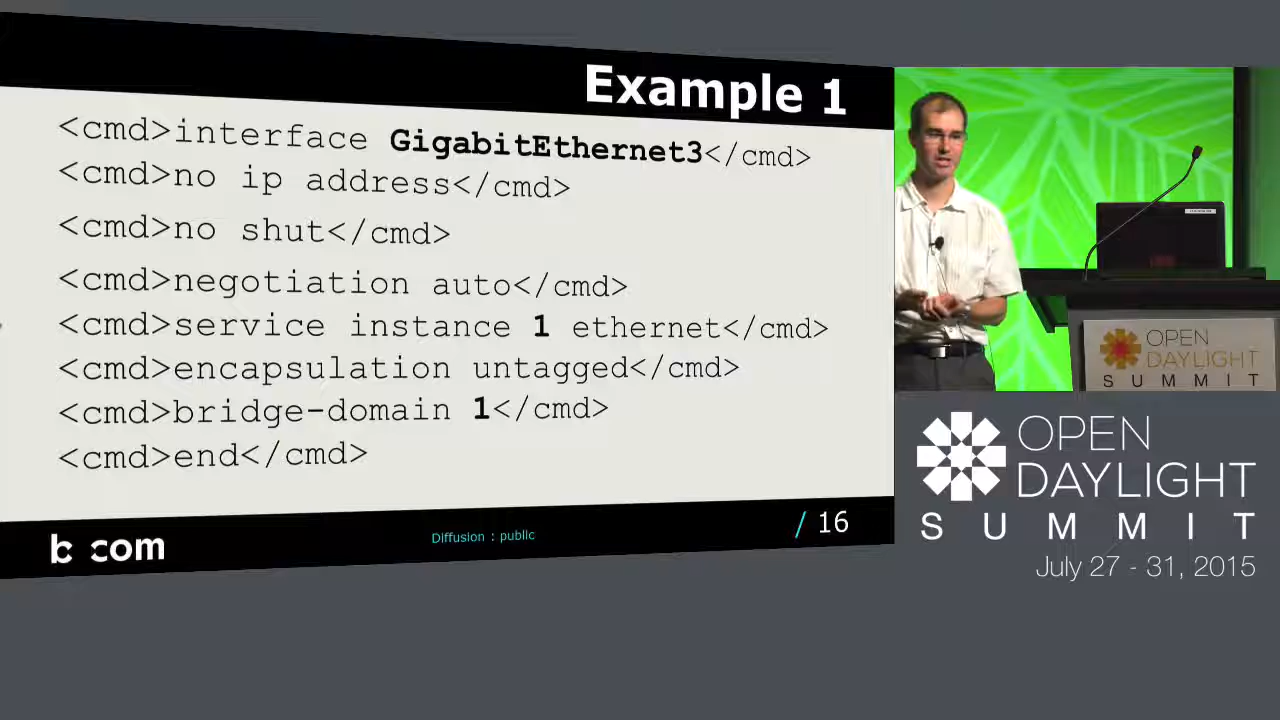 Example 1
<cmd>interface GigabitEthernet3</cmd>
<cmd>no ip address</cmd>
<cmd>no shut</cmd>
<cmd>negotiation auto</cmd>
<cmd>service instance 1 ethernet</cmd>
<cmd>encapsulation untagged</cmd>
<cmd>bridge-domain 1</cmd>
<cmd>end</cmd>
b com
Diffusion : public
/ 16
OPEN
DAYLIGHT
SUMMIT
OPEN
DAYLIGHT
SUMMIT
July 27 - 31, 2015